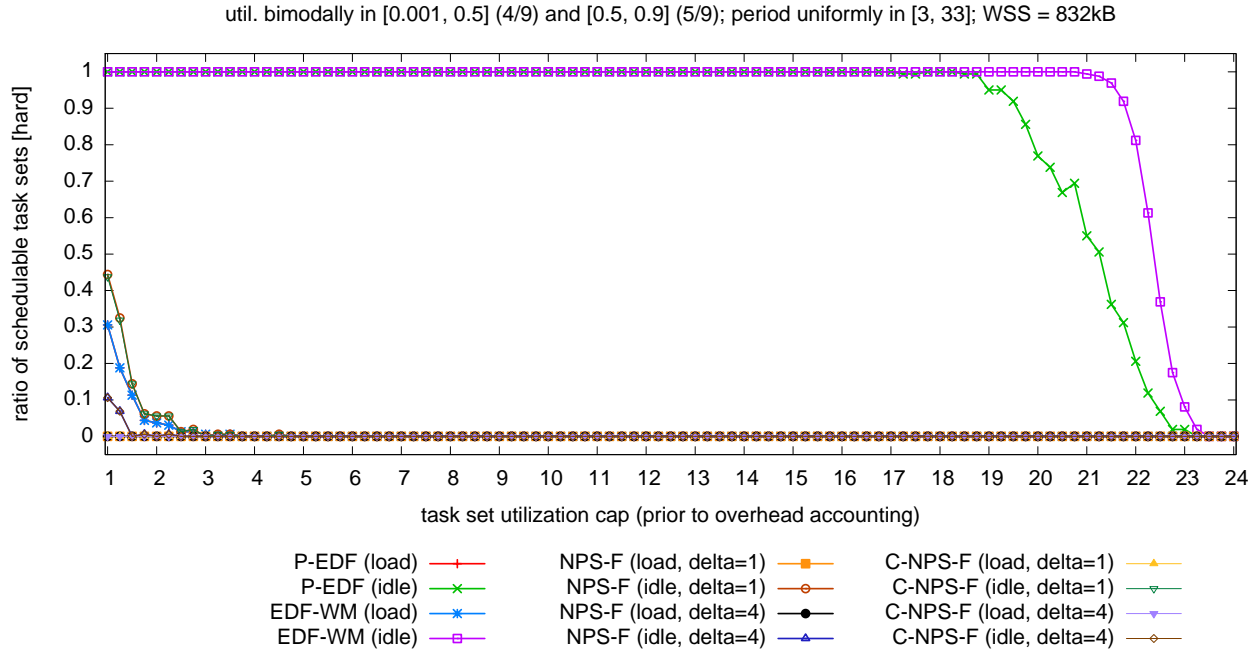 util. bimodally in [0.001, 0.5] (4/9) and [0.5, 0.9] (5/9); period uniformly in [3, 33]; WSS = 832kB
ratio of schedulable task sets [hard]
1
0.9
0.8
0.7
0.6
0.5
0.4
0.3
0.2
0.1
0
1 2 3 4 5 6 7 8 9 10 11 12 13 14 15 16 17 18 19 20 21 22 23 24
task set utilization cap (prior to overhead accounting)
P-EDF (load) NPS-F (load, delta=1) C-NPS-F (load, delta=1)
P-EDF (idle) NPS-F (idle, delta=1) C-NPS-F (idle, delta=1)
EDF-WM (load) NPS-F (load, delta=4) C-NPS-F (load, delta=4)
EDF-WM (idle) NPS-F (idle, delta=4) C-NPS-F (idle, delta=4)